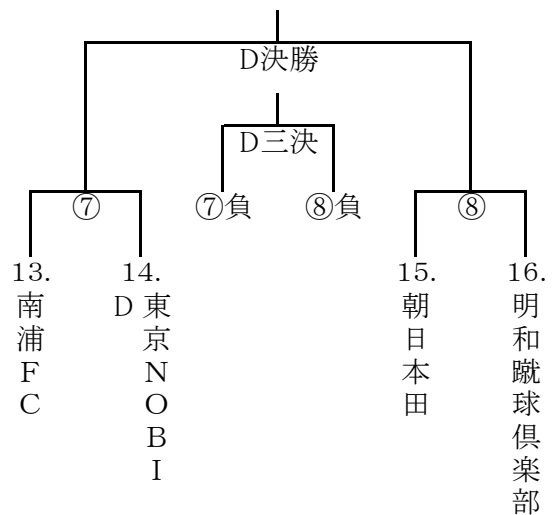 D決勝
D三決
⑦
⑦負
⑧負
⑧
13.
14.
15.
16.
南浦FC
東京NOBI
D
朝日本田
明和蹴球倶楽部